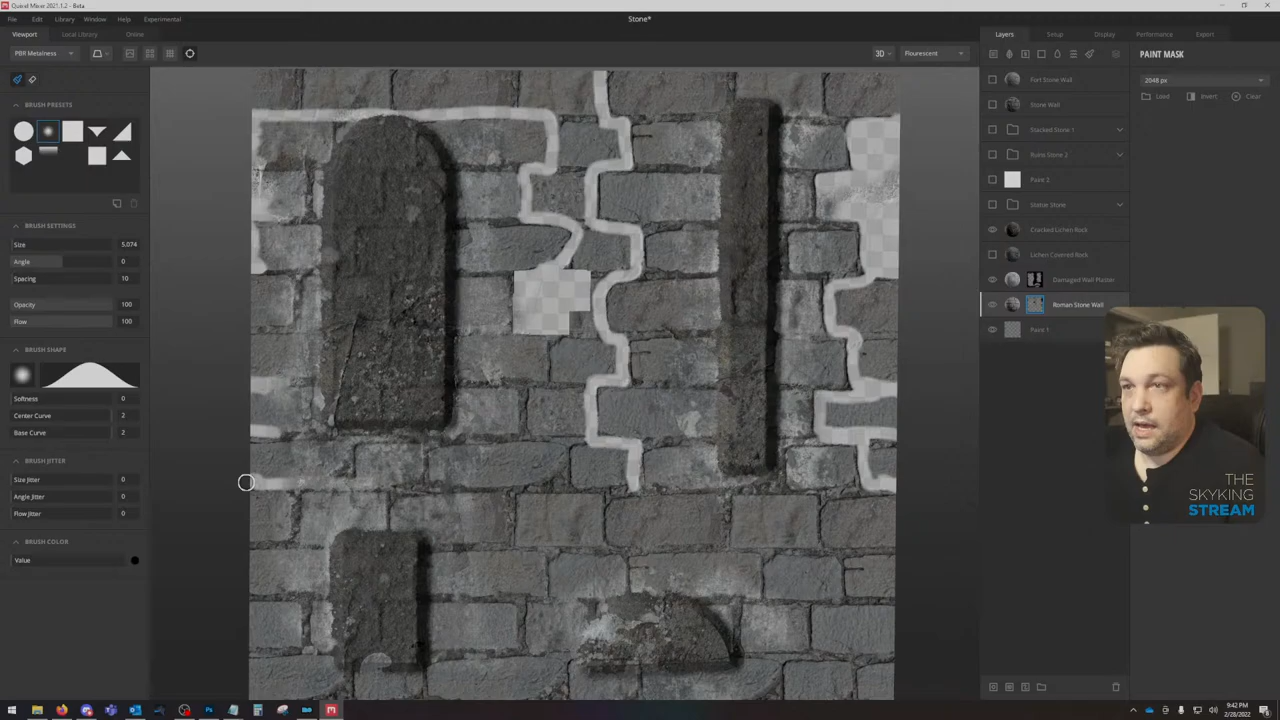 Quixel Mixer 2021.1.2 - Beta
File Edit Library Window Help Experimental
Stone*
Viewport Local Library Online
Layers Setup Display Performance Export
PBR Metalness
3D Flourescent
PAINT MASK
2048 px
Load Invert Clear
BRUSH PRESETS
BRUSH SETTINGS
Size 5,074
Angle 0
Spacing 10
Opacity 100
Flow 100
BRUSH SHAPE
Softness 0
Center Curve 2
Base Curve 2
BRUSH JITTER
Size Jitter 0
Angle Jitter 0
Flow Jitter 0
BRUSH COLOR
Value
Fort Stone Wall
Stone Wall
Stacked Stone 1
Ruins Stone 2
Paint 2
Statue Stone
Cracked Lichen Rock
Lichen Covered Rock
Damaged Wall Plaster
Roman Stone Wall
Paint 1
THE
SKYKING
STREAM
9:42 PM
2/28/2022